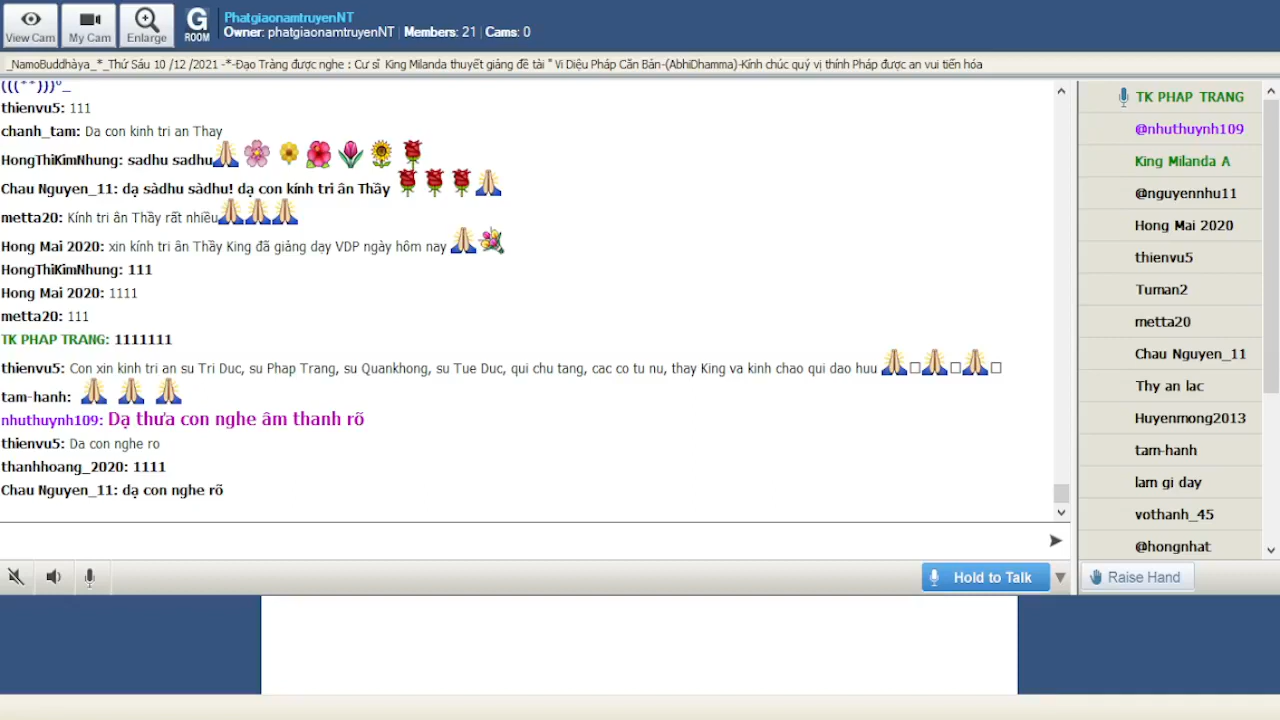 View Cam
My Cam
Enlarge
G
ROOM
PhatgiaonamtruyenNT
Owner: phatgiaonamtruyenNT | Members: 21 | Cams: 0
_NamoBuddhàya_*_Thứ Sáu 10 /12 /2021 -*-Đạo Tràng được nghe : Cư sĩ  King Milanda thuyết giảng đề tài " Vi Diệu Pháp Căn Bản-(AbhiDhamma)-Kính chúc quý vị thính Pháp được an vui tiến hóa
(((**)))°_
thienvu5: 111
chanh_tam: Da con kinh tri an Thay
HongThiKimNhung: sadhu sadhu
Chau Nguyen_11: dạ sàdhu sàdhu! dạ con kính tri ân Thầy
metta20: Kính tri ân Thầy rất nhiều
Hong Mai 2020: xin kính tri ân Thầy King đã giảng dạy VDP ngày hôm nay
HongThiKimNhung: 111
Hong Mai 2020: 1111
metta20: 111
TK PHAP TRANG: 1111111
thienvu5: Con xin kinh tri an su Tri Duc, su Phap Trang, su Quankhong, su Tue Duc, qui chu tang, cac co tu nu, thay King va kinh chao qui dao huu
tam-hanh:
nhuthuynh109: Dạ thưa con nghe âm thanh rõ
thienvu5: Da con nghe ro
thanhhoang_2020: 1111
Chau Nguyen_11: dạ con nghe rõ
Hold to Talk
TK PHAP TRANG
@nhuthuynh109
King Milanda A
@nguyennhu11
Hong Mai 2020
thienvu5
Tuman2
metta20
Chau Nguyen_11
Thy an lac
Huyenmong2013
tam-hanh
lam gi day
vothanh_45
@hongnhat
Raise Hand